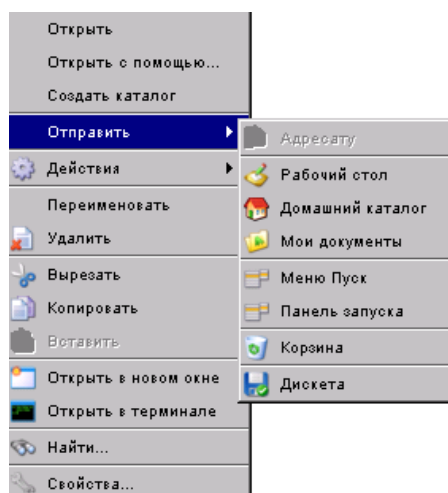 Открыть
Открыть с помощью...
Создать каталог
Отправить
Действия
Переименовать
Удалить
Вырезать
Копировать
Вставить
Открыть в новом окне
Открыть в терминале
Найти...
Свойства...
Адресату
Рабочий стол
Домашний каталог
Мои документы
Меню Пуск
Панель запуска
Корзина
Дискета